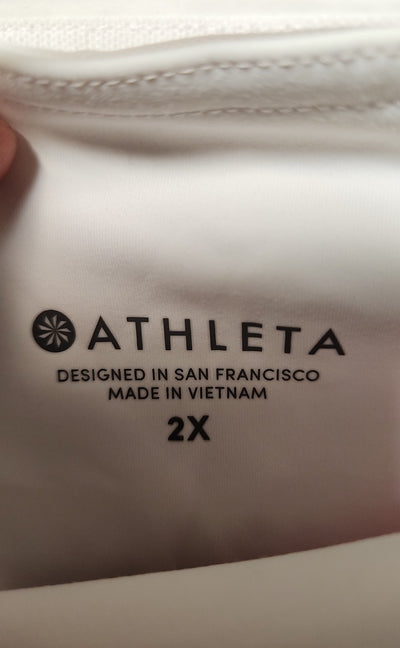 ATHLETA
DESIGNED IN SAN FRANCISCO
MADE IN VIETNAM
2X